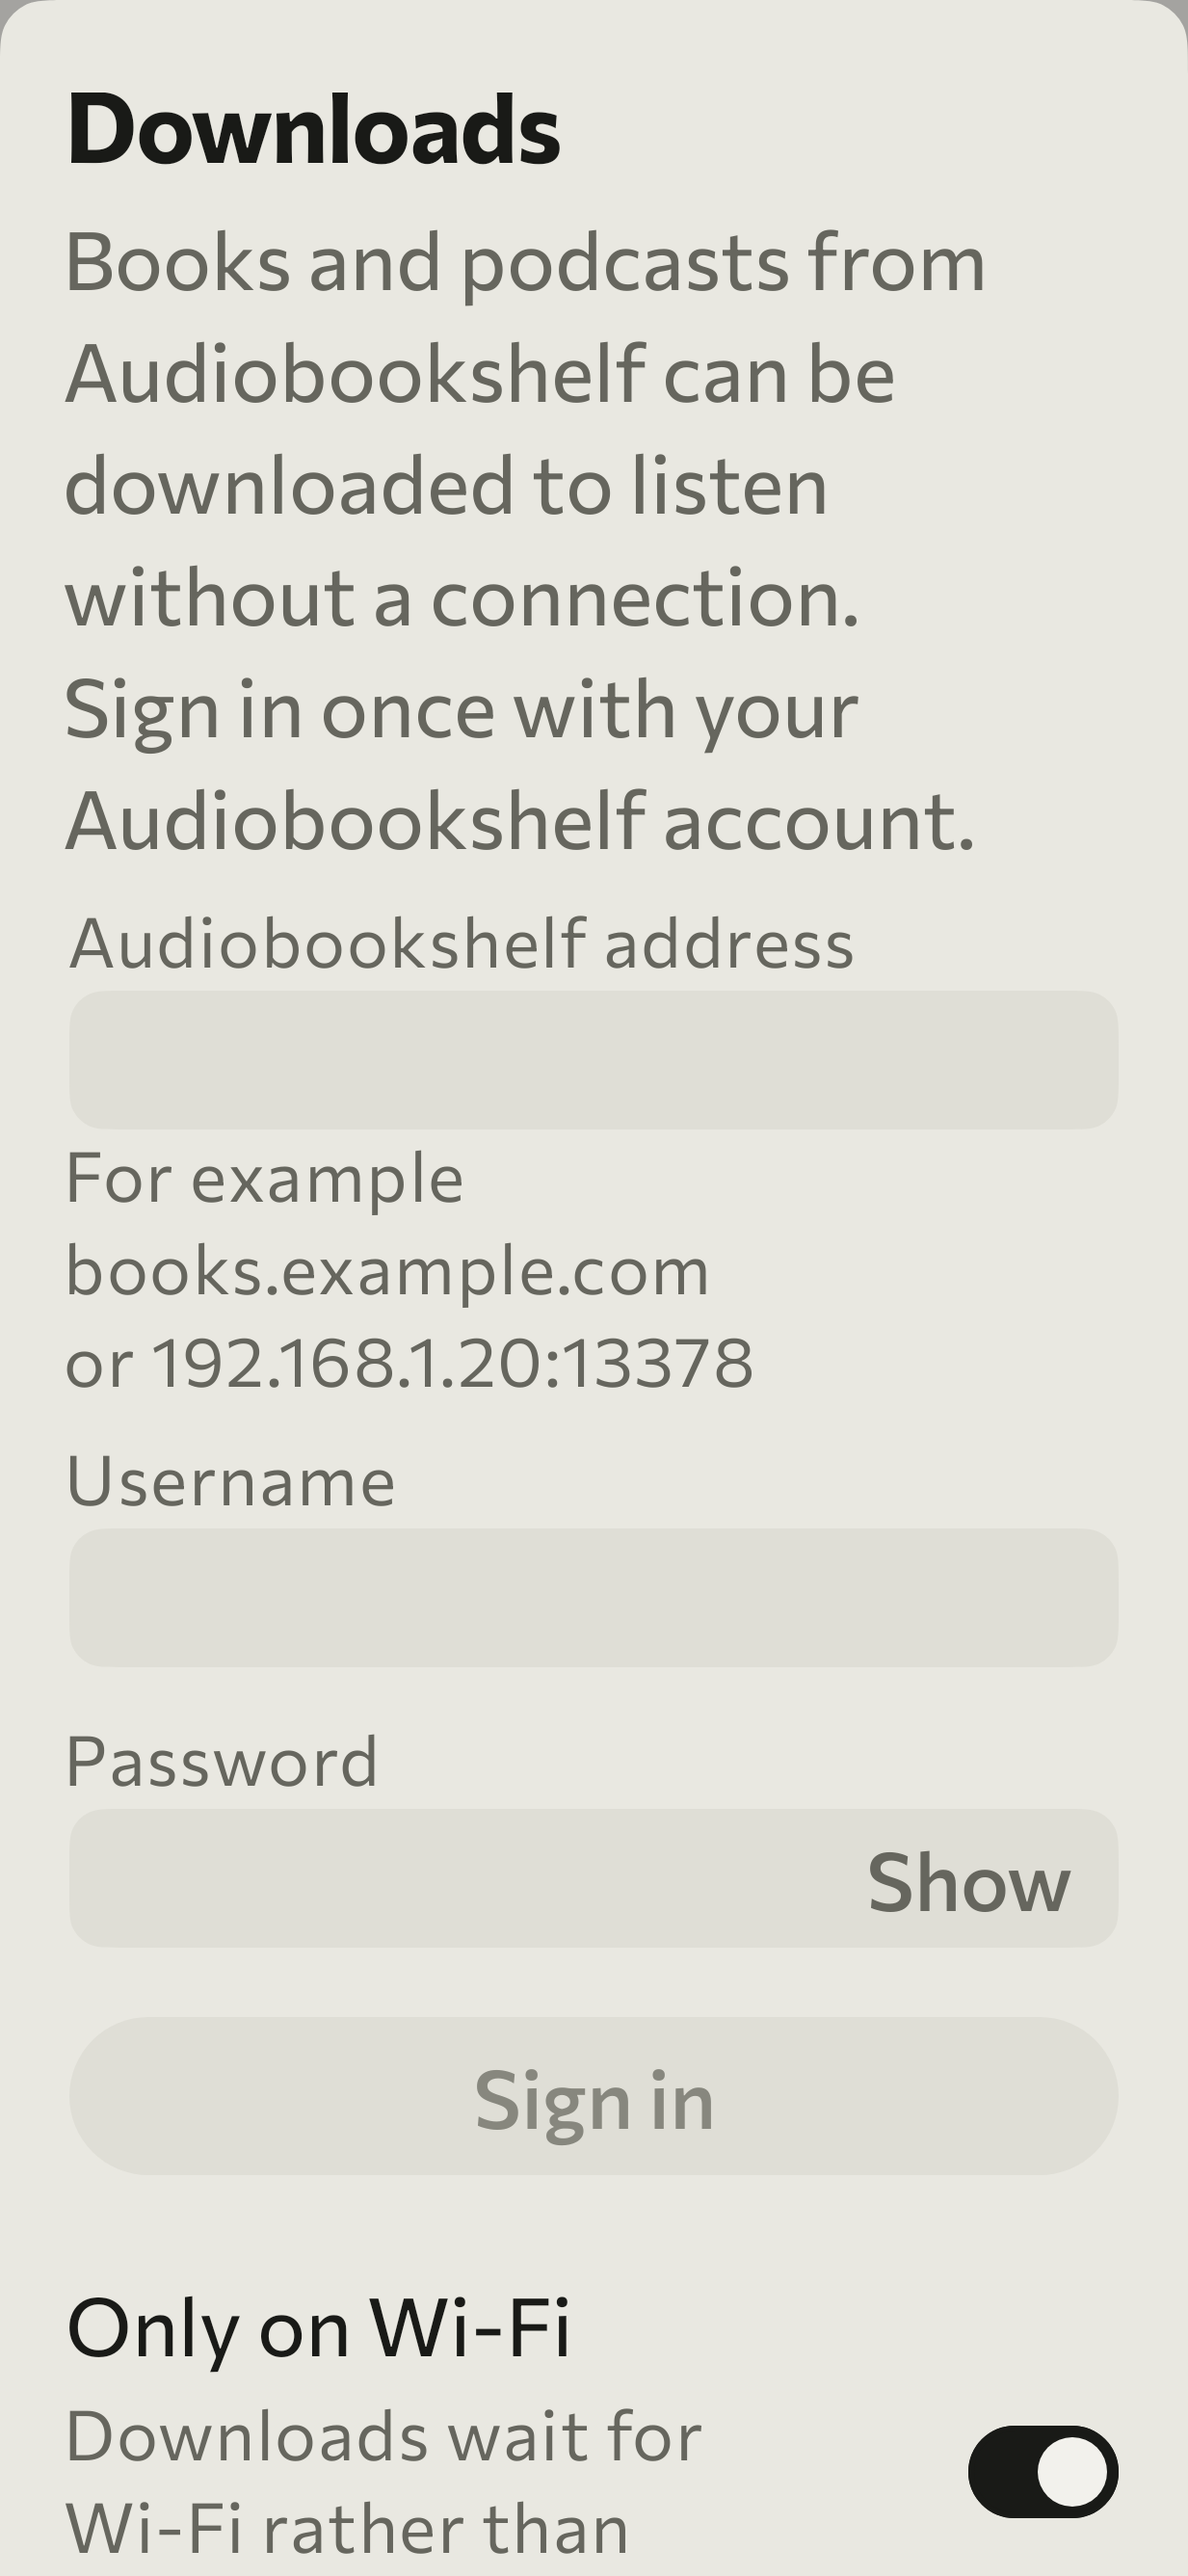 Downloads
Books and podcasts from
Audiobookshelf can be
downloaded to listen
without a connection.
Sign in once with your
Audiobookshelf account.
Audiobookshelf address
For example
books.example.com
or 192.168.1.20:13378
Username
Password
Show
Sign in
Only on Wi-Fi
Downloads wait for
Wi-Fi rather than